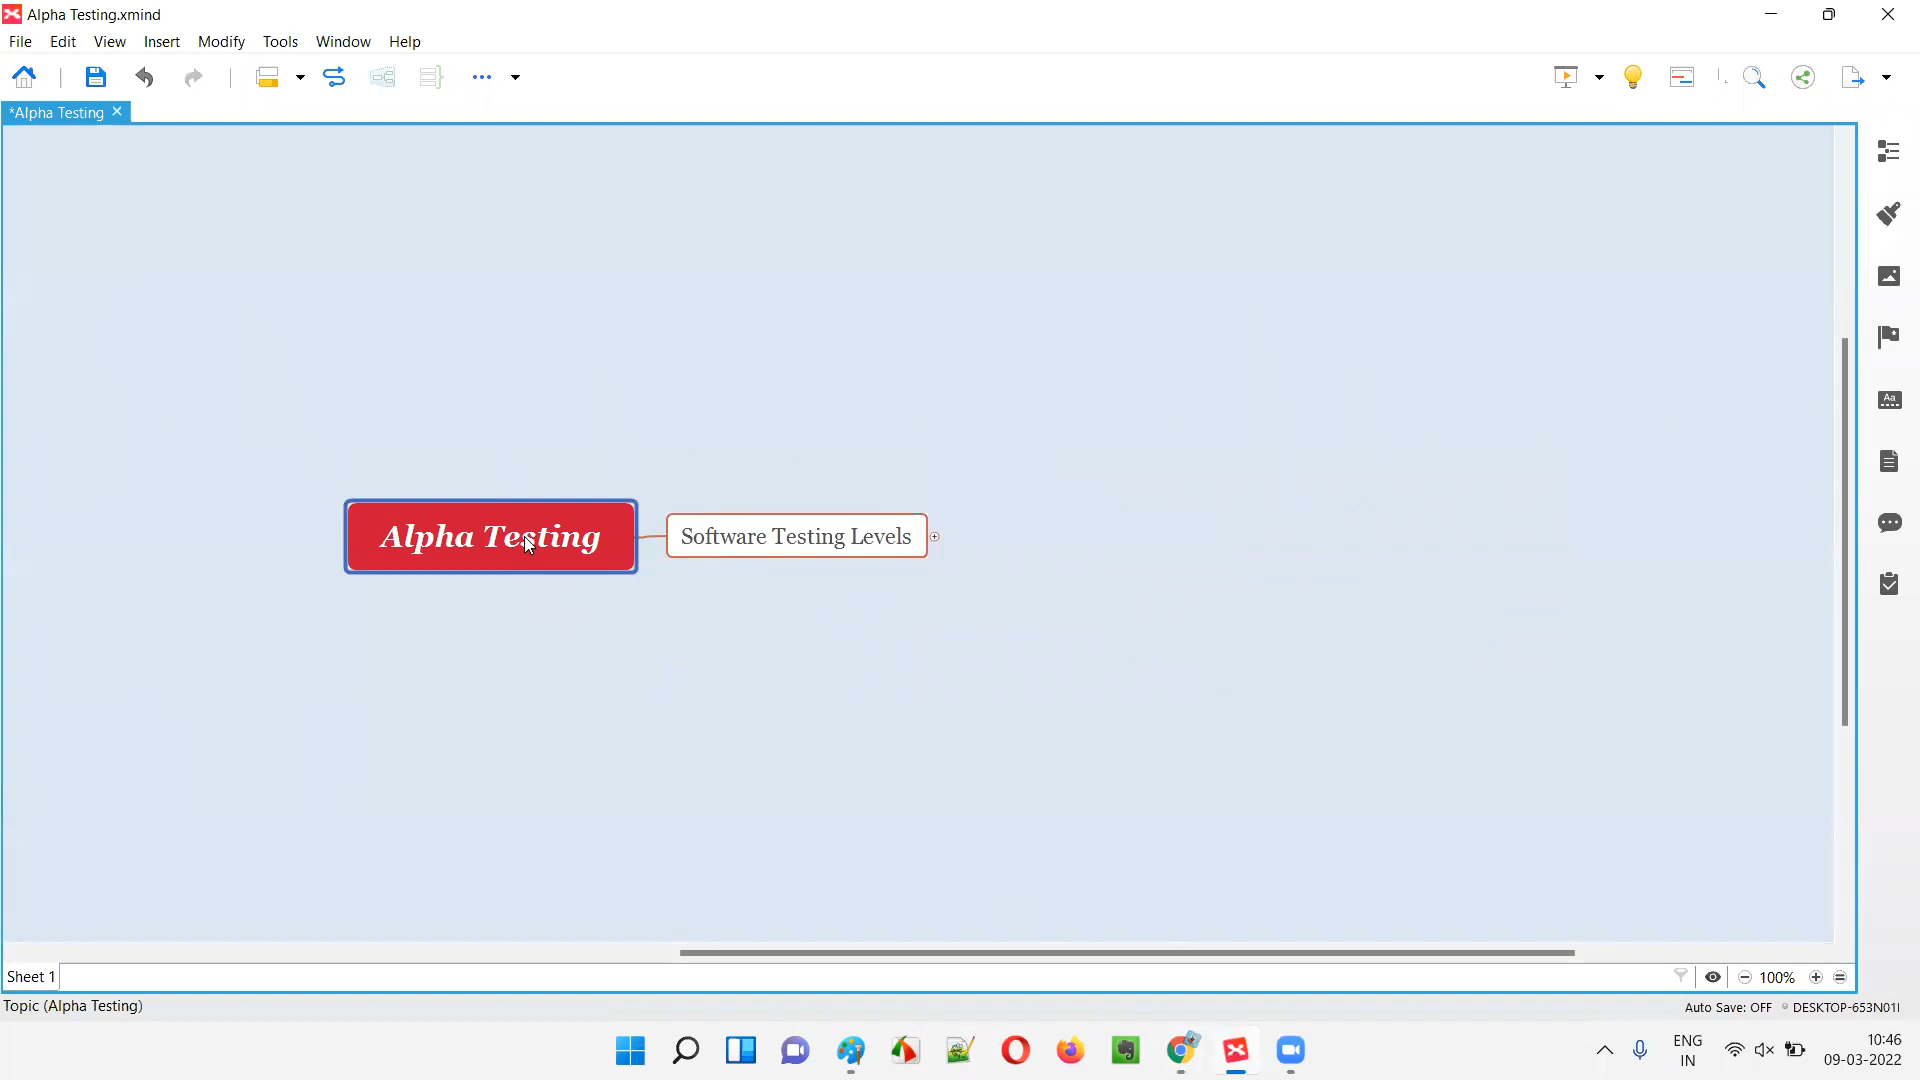 Alpha Testing.xmind
File Edit View Insert Modify Tools Window Help
*Alpha Testing
Alpha Testing
Software Testing Levels
Aa
Sheet 1
100%
Topic (Alpha Testing)
Auto Save: OFF
DESKTOP-653N01I
ENG
IN
10:46
09-03-2022